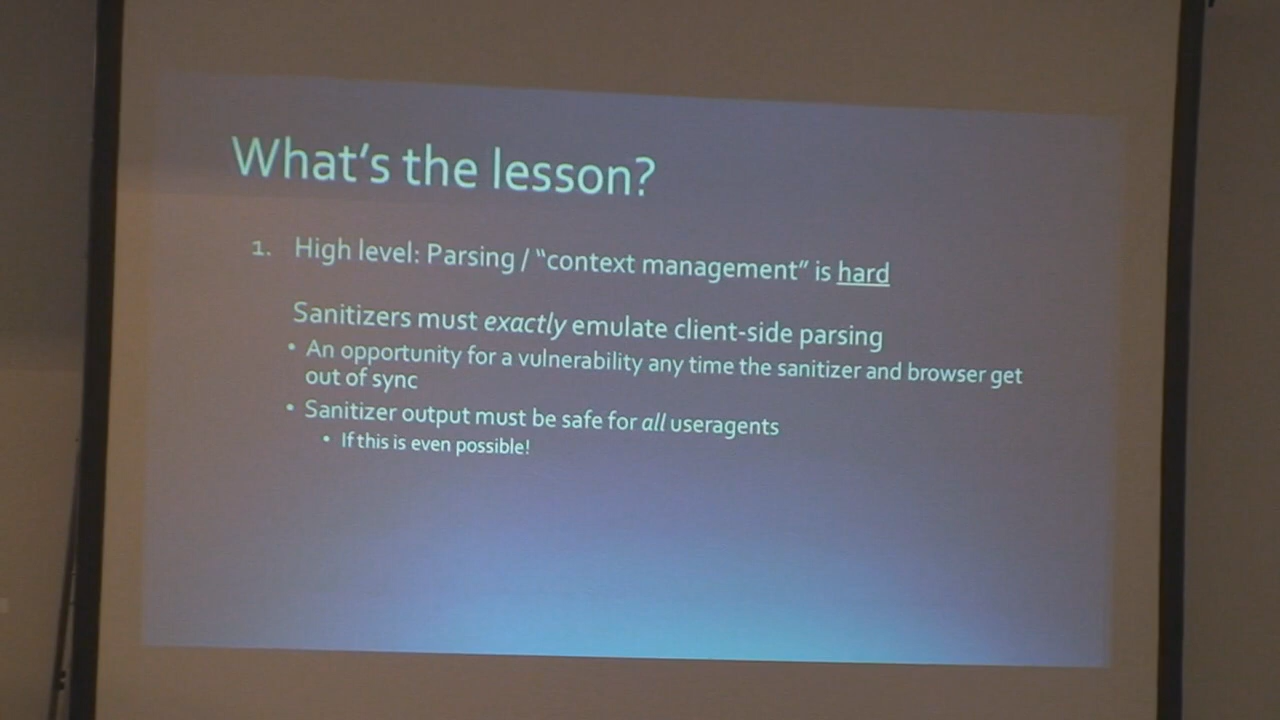 What's the lesson?
1. High level: Parsing / "context management" is hard
Sanitizers must exactly emulate client-side parsing
• An opportunity for a vulnerability any time the sanitizer and browser get
out of sync
• Sanitizer output must be safe for all useragents
• If this is even possible!